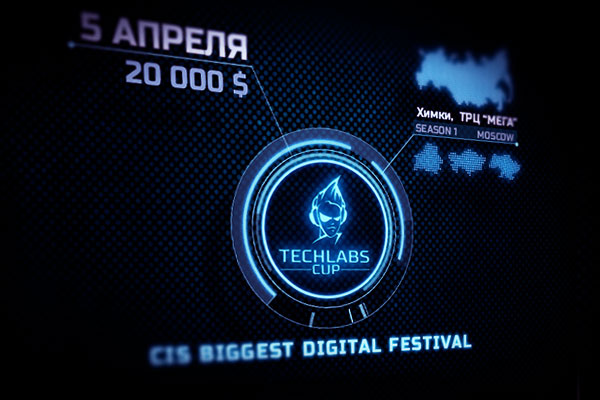 5 АПРЕЛЯ
20 000 $
Химки, ТРЦ "МЕГА"
SEASON 1 MOSCOW
TECHLABS
CUP
CIS BIGGEST DIGITAL FESTIVAL